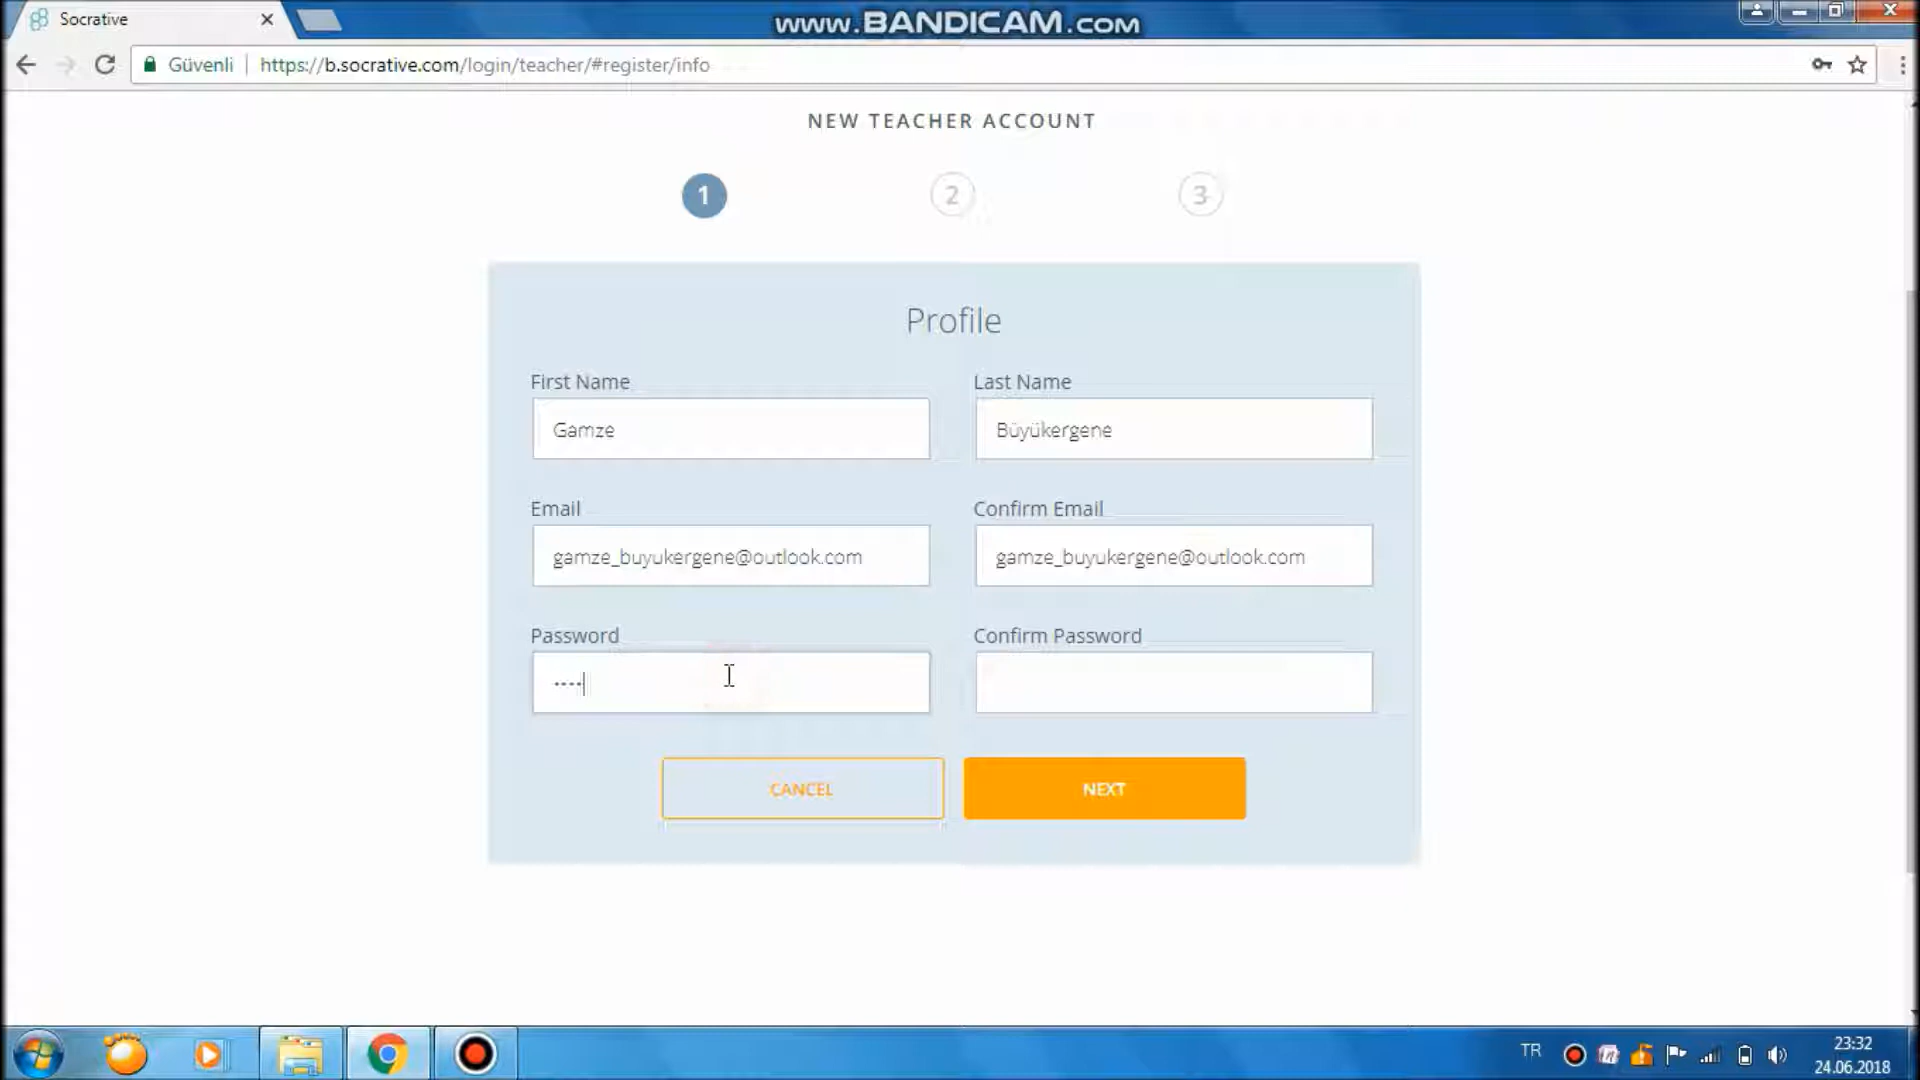 Socrative
www.BANDICAM.com
Güvenli
https://b.socrative.com/login/teacher/#register/info
NEW TEACHER ACCOUNT
1
2
3
Profile
First Name
Last Name
Gamze
Büyükergene
Email
Confirm Email
gamze_buyukergene@outlook.com
gamze_buyukergene@outlook.com
Password
Confirm Password
CANCEL
NEXT
TR
23:32
24.06.2018